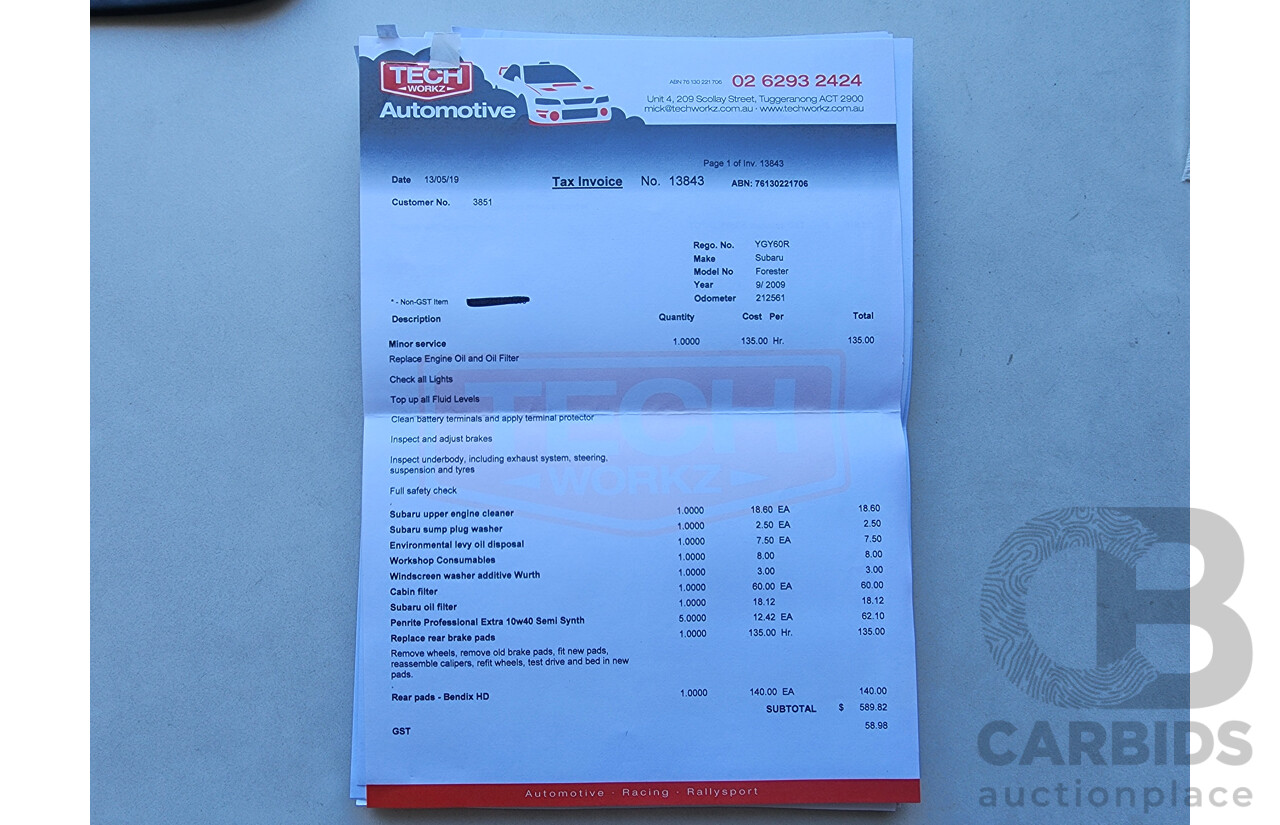 TECH
WORKZ
Automotive
ABN 76 130 221 706 02 6293 2424
Unit 4, 209 Scollay Street, Tuggeranong ACT 2900
mick@techworkz.com.au · www.techworkz.com.au
Page 1 of Inv. 13843
Date 13/05/19 Tax Invoice No. 13843 ABN: 76130221706
Customer No. 3851
Rego. No. YGY60R
Make Subaru
Model No Forester
Year 9/ 2009
Odometer 212561
* - Non-GST Item
Description Quantity Cost Per Total
Minor service 1.0000 135.00 Hr. 135.00
Replace Engine Oil and Oil Filter
Check all Lights
Top up all Fluid Levels
Clean battery terminals and apply terminal protector
Inspect and adjust brakes
Inspect underbody, including exhaust system, steering,
suspension and tyres
Full safety check
.
Subaru upper engine cleaner 1.0000 18.60 EA 18.60
Subaru sump plug washer 1.0000 2.50 EA 2.50
Environmental levy oil disposal 1.0000 7.50 EA 7.50
Workshop Consumables 1.0000 8.00 8.00
Windscreen washer additive Wurth 1.0000 3.00 3.00
Cabin filter 1.0000 60.00 EA 60.00
Subaru oil filter 1.0000 18.12 18.12
Penrite Professional Extra 10w40 Semi Synth 5.0000 12.42 EA 62.10
Replace rear brake pads 1.0000 135.00 Hr. 135.00
Remove wheels, remove old brake pads, fit new pads,
reassemble calipers, refit wheels, test drive and bed in new
pads.
.
Rear pads - Bendix HD 1.0000 140.00 EA 140.00
SUBTOTAL $ 589.82
GST 58.98
TECH
WORKZ
Automotive · Racing · Rallysport
CB
CARBIDS
auctionplace